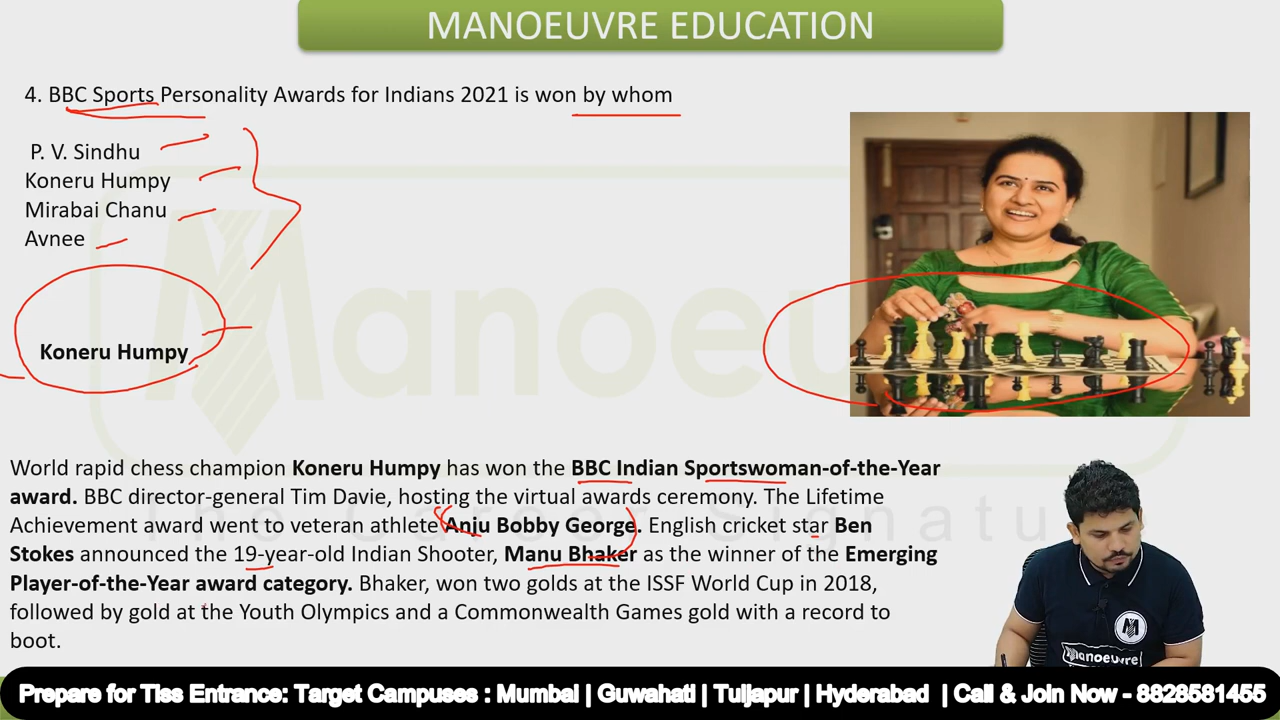 MANOEUVRE EDUCATION
4. BBC Sports Personality Awards for Indians 2021 is won by whom
P. V. Sindhu
Koneru Humpy
Mirabai Chanu
Avnee
Koneru Humpy
World rapid chess champion Koneru Humpy has won the BBC Indian Sportswoman-of-the-Year
award. BBC director-general Tim Davie, hosting the virtual awards ceremony. The Lifetime
Achievement award went to veteran athlete Anju Bobby George. English cricket star Ben
Stokes announced the 19-year-old Indian Shooter, Manu Bhaker as the winner of the Emerging
Player-of-the-Year award category. Bhaker, won two golds at the ISSF World Cup in 2018,
followed by gold at the Youth Olympics and a Commonwealth Games gold with a record to
boot.
Manoeu
The Career Signatu
M
Manoeuvre
Prepare for Tiss Entrance: Target Campuses : Mumbai | Guwahati | Tuljapur | Hyderabad | Call & Join Now - 8828581455